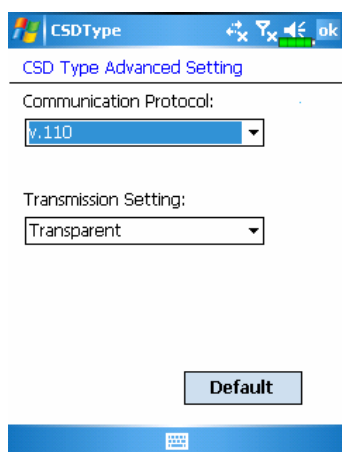 CSDType
ok
CSD Type Advanced Setting
Communication Protocol:
v.110
Transmission Setting:
Transparent
Default